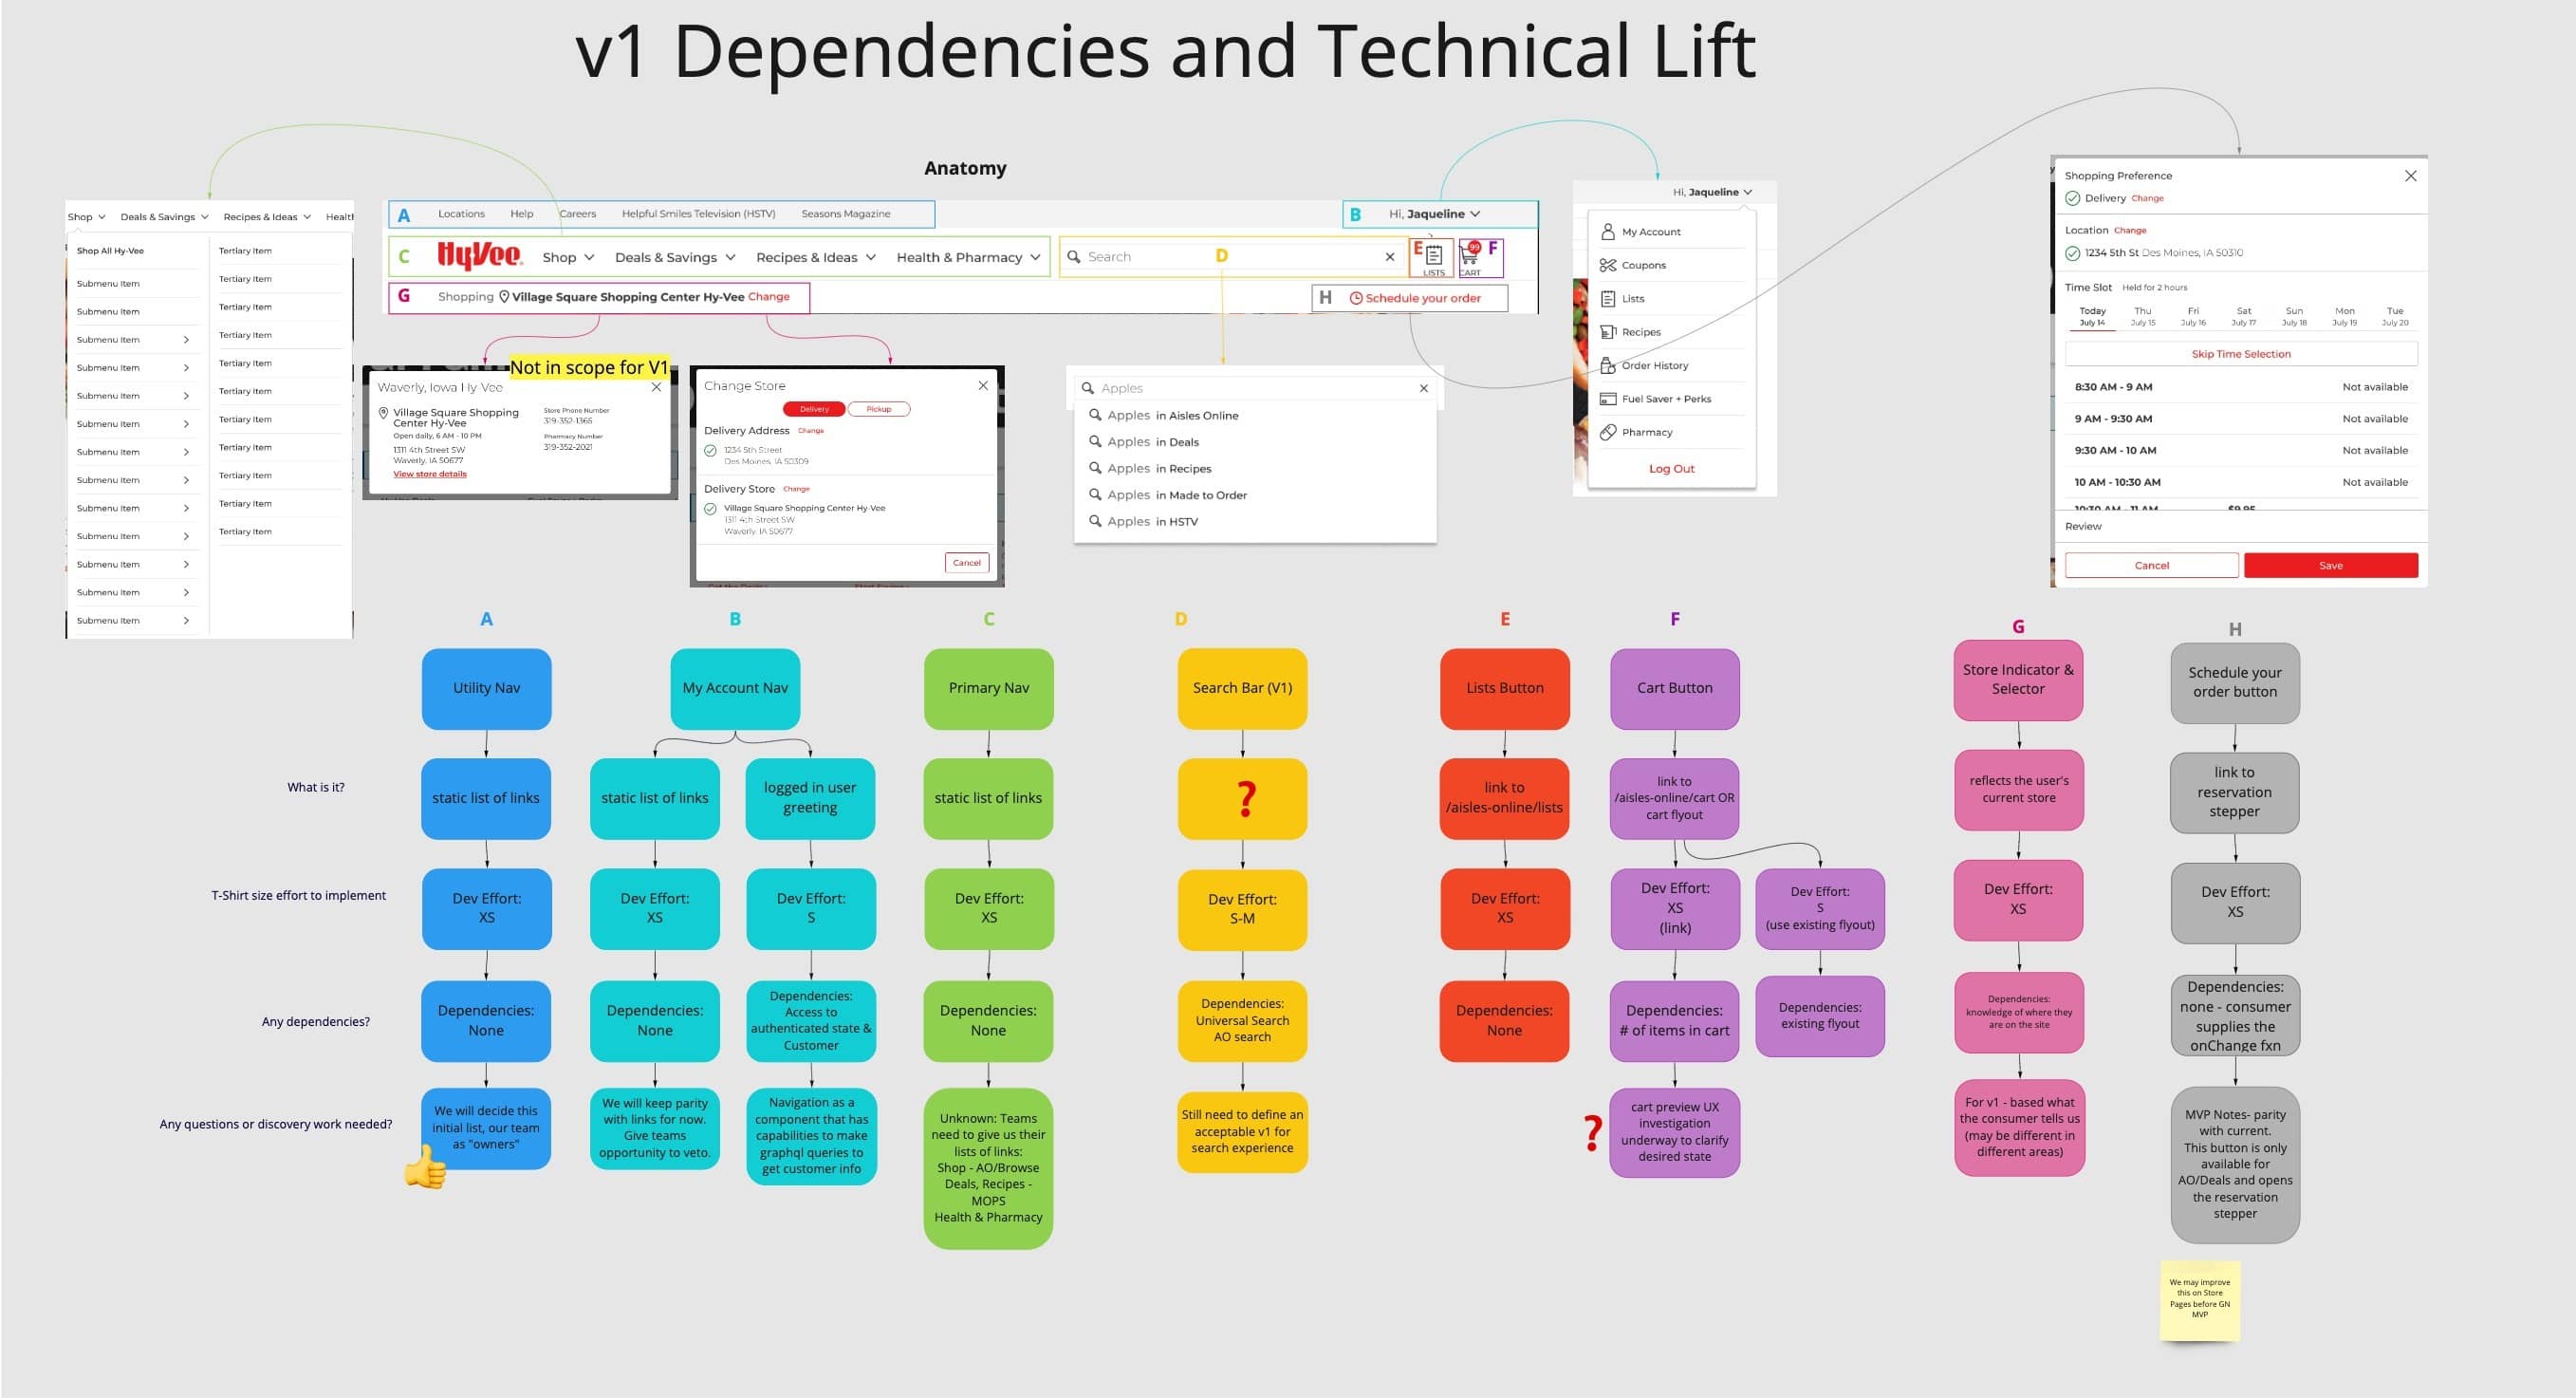 v1 Dependencies and Technical Lift
Anatomy
Shop
Deals & Savings
Recipes & Ideas
Shop All Hy-Vee
Submenu Item
Submenu Item
Submenu Item
Submenu Item
Submenu Item
Submenu Item
Submenu Item
Submenu Item
Submenu Item
Submenu Item
Submenu Item
Submenu Item
Submenu Item
Tertiary Item
Tertiary Item
Tertiary Item
Tertiary Item
Tertiary Item
Tertiary Item
Tertiary Item
Tertiary Item
Tertiary Item
Tertiary Item
Tertiary Item
A
Locations
Help
Careers
Helpful Smiles Television (HSTV)
Seasons Magazine
B
Hi, Jaqueline
C
HyVee
Shop
Deals & Savings
Recipes & Ideas
Health & Pharmacy
Search
D
E
LISTS
99
CART
F
G
Shopping Village Square Shopping Center Hy-Vee Change
H
Schedule your order
Not in scope for V1
Waverly, Iowa Hy-Vee
Village Square Shopping
Center Hy-Vee
Open daily, 6 AM - 10 PM
1311 4th Street SW
Waverly, IA 50677
View store details
Store Phone Number
319-352-1365
Pharmacy Number
319-352-2021
Change Store
Delivery
Pickup
Delivery Address Change
1234 5th Street
Des Moines, IA 50309
Delivery Store Change
Village Square Shopping Center Hy-Vee
1311 4th Street SW
Waverly, IA 50677
Cancel
Apples
Apples in Aisles Online
Apples in Deals
Apples in Recipes
Apples in Made to Order
Apples in HSTV
Hi, Jaqueline
My Account
Coupons
Lists
Recipes
Order History
Fuel Saver + Perks
Pharmacy
Log Out
Shopping Preference
Delivery Change
Location Change
1234 5th St Des Moines, IA 50310
Time Slot Held for 2 hours
Today
July 14
Thu
July 15
Fri
July 16
Sat
July 17
Sun
July 18
Mon
July 19
Tue
July 20
Skip Time Selection
8:30 AM - 9 AM Not available
9 AM - 9:30 AM Not available
9:30 AM - 10 AM Not available
10 AM - 10:30 AM Not available
10:30 AM - 11 AM $9.95
Review
Cancel
Save
A
B
C
D
E
F
G
H
Utility Nav
My Account Nav
Primary Nav
Search Bar (V1)
Lists Button
Cart Button
Store Indicator &
Selector
Schedule your
order button
What is it?
static list of links
static list of links
logged in user
greeting
static list of links
?
link to
/aisles-online/lists
link to
/aisles-online/cart OR
cart flyout
reflects the user's
current store
link to
reservation
stepper
T-Shirt size effort to implement
Dev Effort:
XS
Dev Effort:
XS
Dev Effort:
S
Dev Effort:
XS
Dev Effort:
S-M
Dev Effort:
XS
Dev Effort:
XS
(link)
Dev Effort:
S
(use existing flyout)
Dev Effort:
XS
Dev Effort:
XS
Any dependencies?
Dependencies:
None
Dependencies:
None
Dependencies:
Access to
authenticated state &
Customer
Dependencies:
None
Dependencies:
Universal Search
AO search
Dependencies:
None
Dependencies:
# of items in cart
Dependencies:
existing flyout
Dependencies:
knowledge of where they
are on the site
Dependencies:
none - consumer
supplies the
onChange fxn
Any questions or discovery work needed?
We will decide this
initial list, our team
as "owners"
We will keep parity
with links for now.
Give teams
opportunity to veto.
Navigation as a
component that has
capabilities to make
graphql queries to
get customer info
Unknown: Teams
need to give us their
lists of links:
Shop - AO/Browse
Deals, Recipes -
MOPS
Health & Pharmacy
Still need to define an
acceptable v1 for
search experience
?
cart preview UX
investigation
underway to clarify
desired state
For v1 - based what
the consumer tells us
(may be different in
different areas)
MVP Notes- parity
with current.
This button is only
available for
AO/Deals and opens
the reservation
stepper
We may improve
this on Store
Pages before GN
MVP